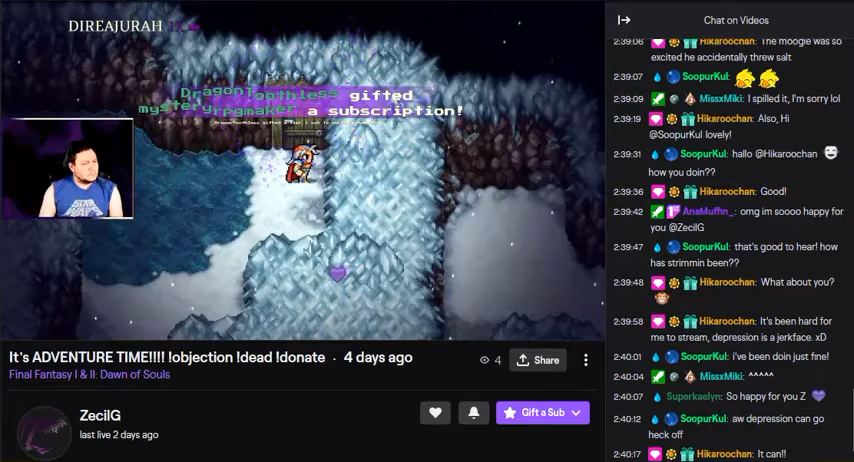 DIREAJURAH 1X
DragonToothless gifted
mysteryrpgmaker a subscription!
STAR
WARS
It's ADVENTURE TIME!!!! !objection !dead !donate · 4 days ago
4
Share
Final Fantasy I & II: Dawn of Souls
ZecilG
last live 2 days ago
Gift a Sub
Chat on Videos
2:39:06 Hikaroochan: The moogle was so
excited he accidentally threw salt
2:39:07 SoopurKul:
2:39:09 MissxMiki: I spilled it, I'm sorry lol
2:39:19 Hikaroochan: Also, Hi
@SoopurKul lovely!
2:39:31 SoopurKul: hallo @Hikaroochan
how you doin??
2:39:36 Hikaroochan: Good!
2:39:42 AnaMuffin_: omg im soooo happy for
you @ZecilG
2:39:47 SoopurKul: that's good to hear! how
has strimmin been??
2:39:48 Hikaroochan: What about you?
2:39:58 Hikaroochan: It's been hard for
me to stream, depression is a jerkface. xD
2:40:01 SoopurKul: i've been doin just fine!
2:40:04 MissxMiki: ^^^^^
2:40:07 Superkaelyn: So happy for you Z
2:40:12 SoopurKul: aw depression can go
heck off
2:40:17 Hikaroochan: It can!!